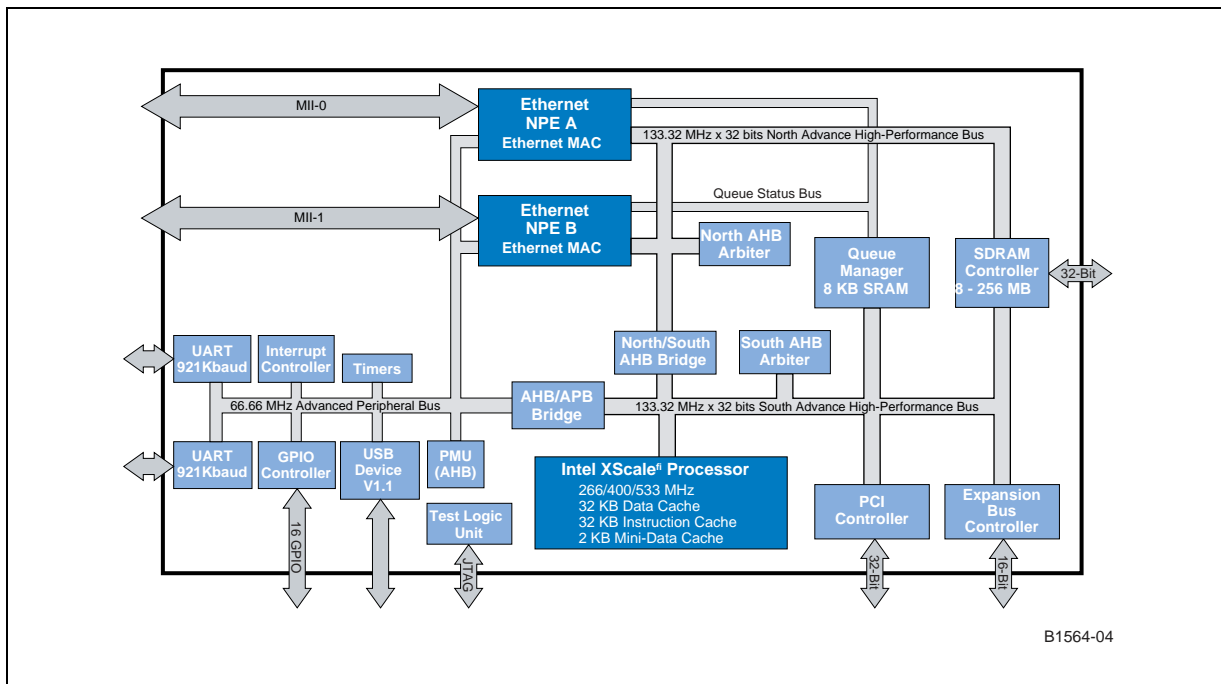 MII-0
Ethernet
NPE A
Ethernet MAC
133.32 MHz x 32 bits North Advance High-Performance Bus
Queue Status Bus
MII-1
Ethernet
NPE B
Ethernet MAC
North AHB
Arbiter
Queue
Manager
8 KB SRAM
SDRAM
Controller
8 - 256 MB
32-Bit
UART
921Kbaud
Interrupt
Controller
Timers
North/South
AHB Bridge
South AHB
Arbiter
66.66 MHz Advanced Peripheral Bus
AHB/APB
Bridge
133.32 MHz x 32 bits South Advance High-Performance Bus
UART
921Kbaud
GPIO
Controller
USB
Device
V1.1
PMU
(AHB)
Test Logic
Unit
Intel XScaleﬁ Processor
266/400/533 MHz
32 KB Data Cache
32 KB Instruction Cache
2 KB Mini-Data Cache
PCI
Controller
Expansion
Bus
Controller
16 GPIO
JTAG
32-Bit
16-Bit
B1564-04